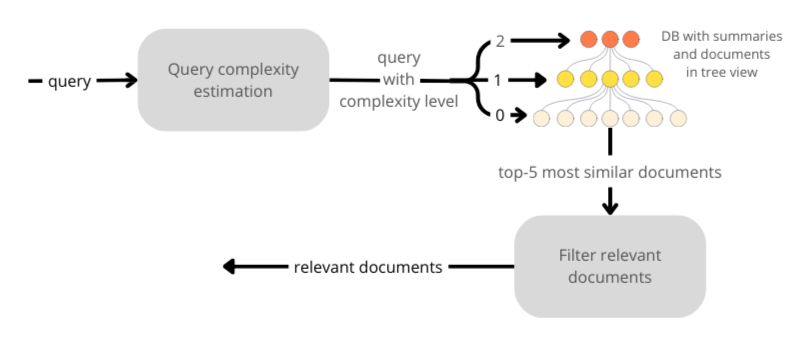 query
Query complexity
estimation
query
with
complexity level
2
1
0
DB with summaries
and documents
in tree view
top-5 most similar documents
Filter relevant
documents
relevant documents